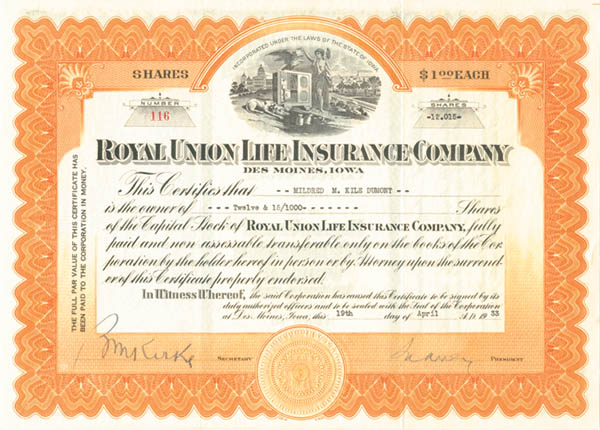 INCORPORATED UNDER THE LAWS OF THE STATE OF IOWA
SHARES
$1.00 EACH
NUMBER
116
SHARES
-12.015-
ROYAL UNION LIFE INSURANCE COMPANY
DES MOINES, IOWA
This Certifies that -- MILDRED M. KILE DUMONT --
is the owner of --- Twelve & 15/1000 ------- Shares
of the Capital Stock of ROYAL UNION LIFE INSURANCE COMPANY, fully
paid and non-assessable transferable only on the books of the Cor-
poration by the holder hereof in person or by Attorney upon the surrend-
er of this Certificate properly endorsed.
In Witness Whereof, the said Corporation has caused this Certificate to be signed by its
duly authorized officers and to be sealed with the Seal of the Corporation
at Des Moines, Iowa, this 19th day of April A.D. 1933
SECRETARY
PRESIDENT
THE FULL PAR VALUE OF THIS CERTIFICATE HAS
BEEN PAID TO THE CORPORATION IN MONEY.